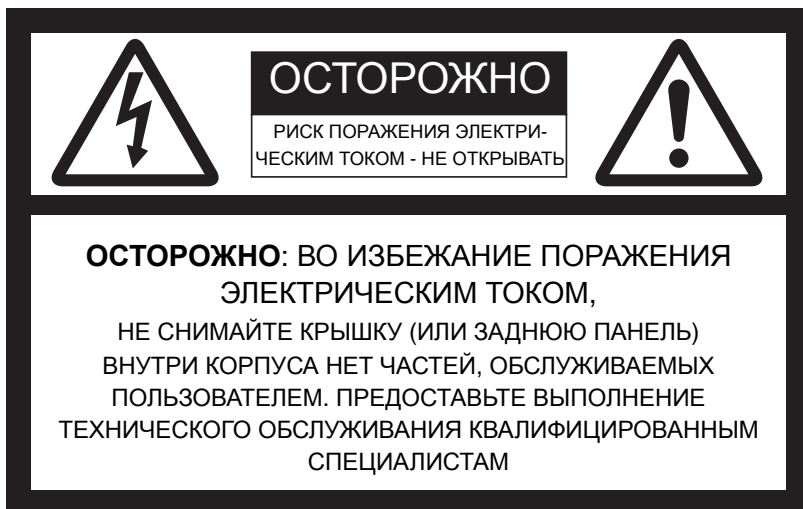 ОСТОРОЖНО
РИСК ПОРАЖЕНИЯ ЭЛЕКТРИ-
ЧЕСКИМ ТОКОМ - НЕ ОТКРЫВАТЬ
ОСТОРОЖНО: ВО ИЗБЕЖАНИЕ ПОРАЖЕНИЯ
ЭЛЕКТРИЧЕСКИМ ТОКОМ,
НЕ СНИМАЙТЕ КРЫШКУ (ИЛИ ЗАДНЮЮ ПАНЕЛЬ)
ВНУТРИ КОРПУСА НЕТ ЧАСТЕЙ, ОБСЛУЖИВАЕМЫХ
ПОЛЬЗОВАТЕЛЕМ. ПРЕДОСТАВЬТЕ ВЫПОЛНЕНИЕ
ТЕХНИЧЕСКОГО ОБСЛУЖИВАНИЯ КВАЛИФИЦИРОВАННЫМ
СПЕЦИАЛИСТАМ